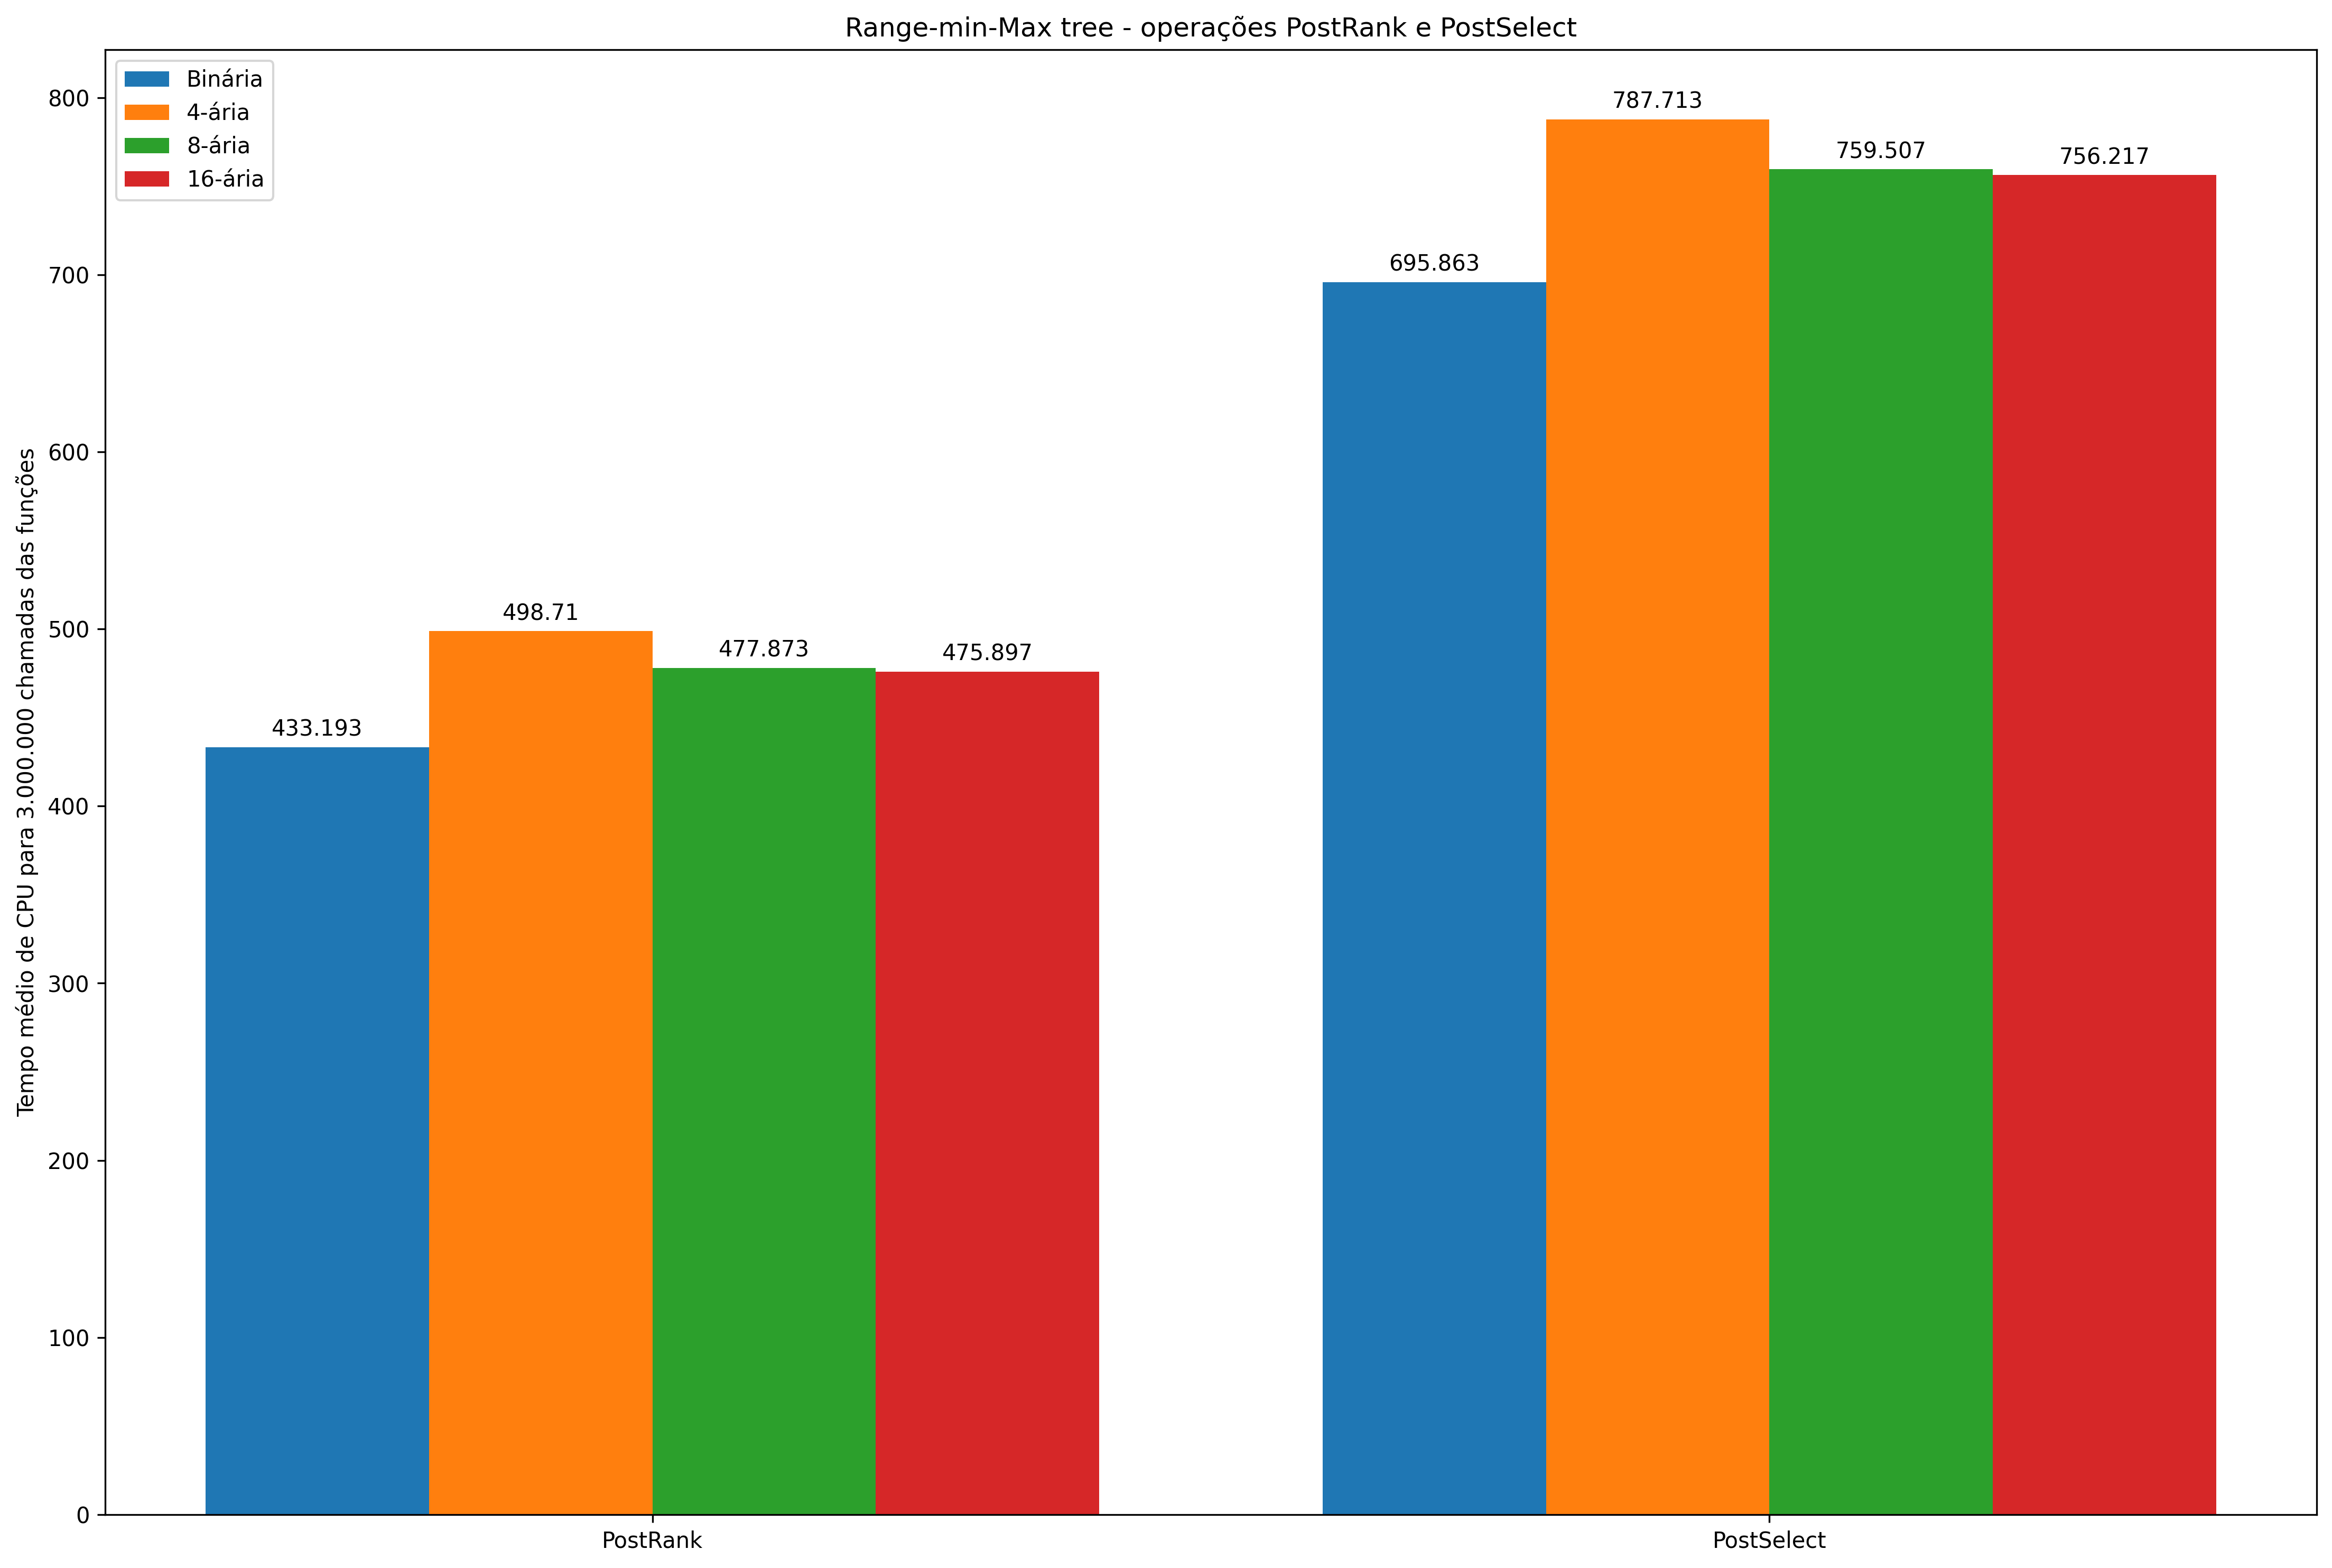 Range-min-Max tree - operações PostRank e PostSelect
Tempo médio de CPU para 3.000.000 chamadas das funções
Binária
4-ária
8-ária
16-ária
800
700
600
500
400
300
200
100
0
433.193
498.71
477.873
475.897
695.863
787.713
759.507
756.217
PostRank
PostSelect